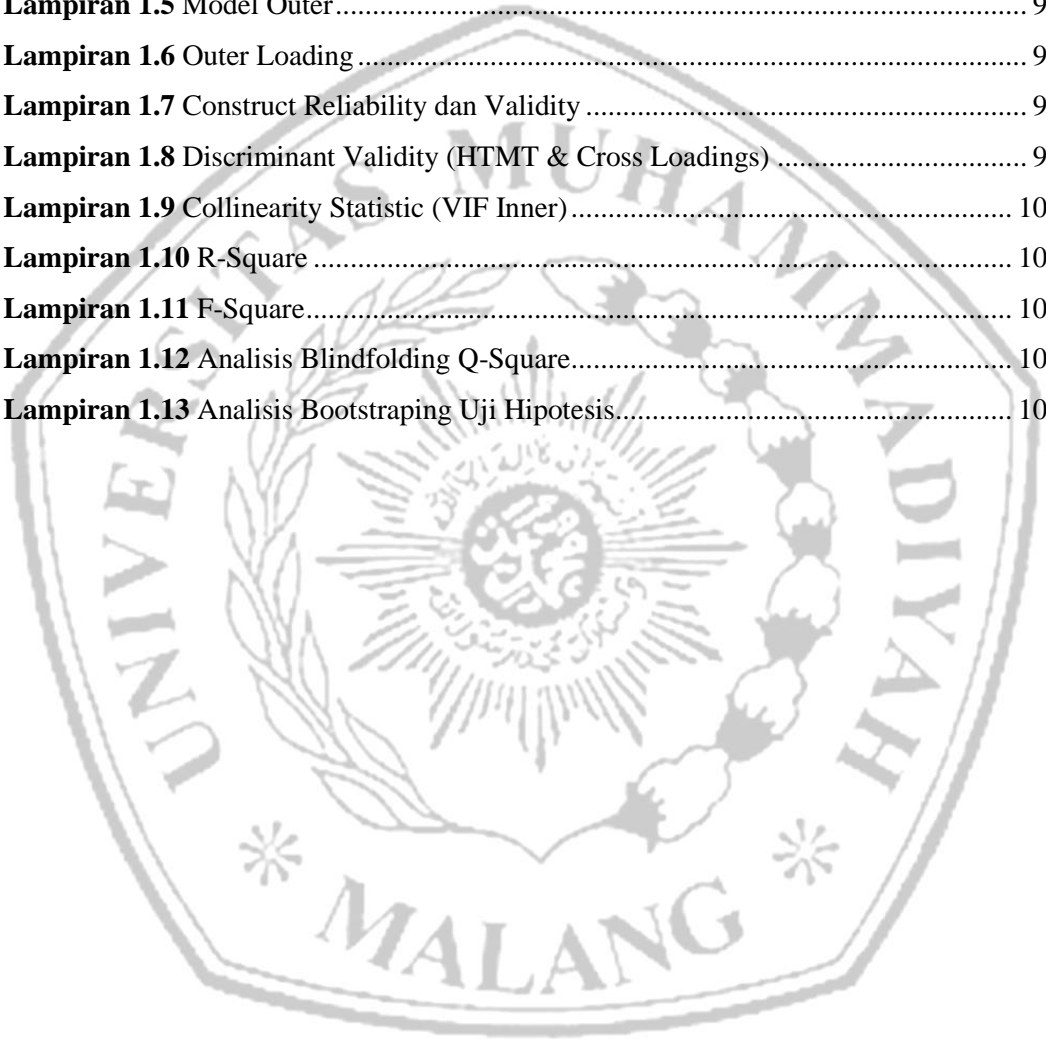 Lampiran 1.5 Model Outer........................................................................................ 9
Lampiran 1.6 Outer Loading..................................................................................... 9
Lampiran 1.7 Construct Reliability dan Validity ...................................................... 9
Lampiran 1.8 Discriminant Validity (HTMT & Cross Loadings) ............................. 9
Lampiran 1.9 Collinearity Statistic (VIF Inner)....................................................... 10
Lampiran 1.10 R-Square .......................................................................................... 10
Lampiran 1.11 F-Square........................................................................................... 10
Lampiran 1.12 Analisis Blindfolding Q-Square....................................................... 10
Lampiran 1.13 Analisis Bootstraping Uji Hipotesis................................................. 10
UNIVERSITAS MUHAMMADIYAH
MALANG